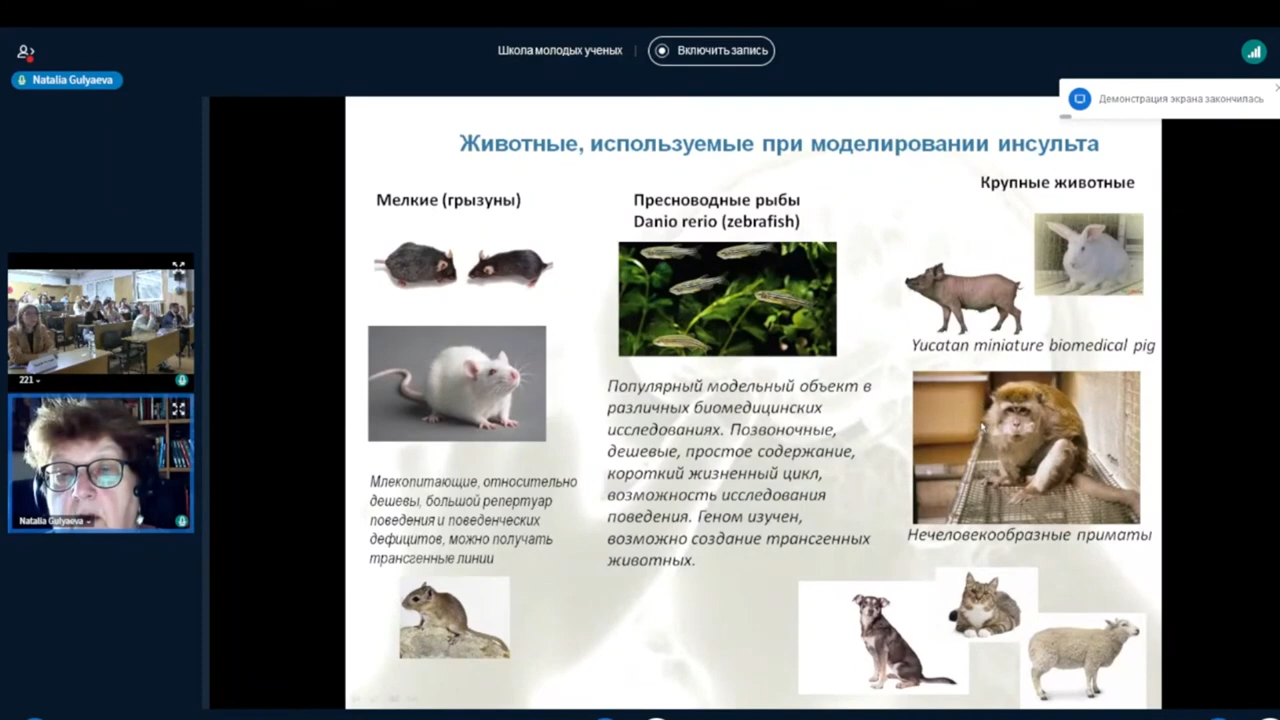 Школа молодых ученых
Включить запись
Natalia Gulyaeva
Демонстрация экрана закончилась
Животные, используемые при моделировании инсульта
Мелкие (грызуны)
Пресноводные рыбы
Danio rerio (zebrafish)
Крупные животные
Yucatan miniature biomedical pig
Млекопитающие, относительно
дешевы, большой репертуар
поведения и поведенческих
дефицитов, можно получать
трансгенные линии
Популярный модельный объект в
различных биомедицинских
исследованиях. Позвоночные,
дешевые, простое содержание,
короткий жизненный цикл,
возможность исследования
поведения. Геном изучен,
возможно создание трансгенных
животных.
Нечеловекообразные приматы
221
Natalia Gulyaeva